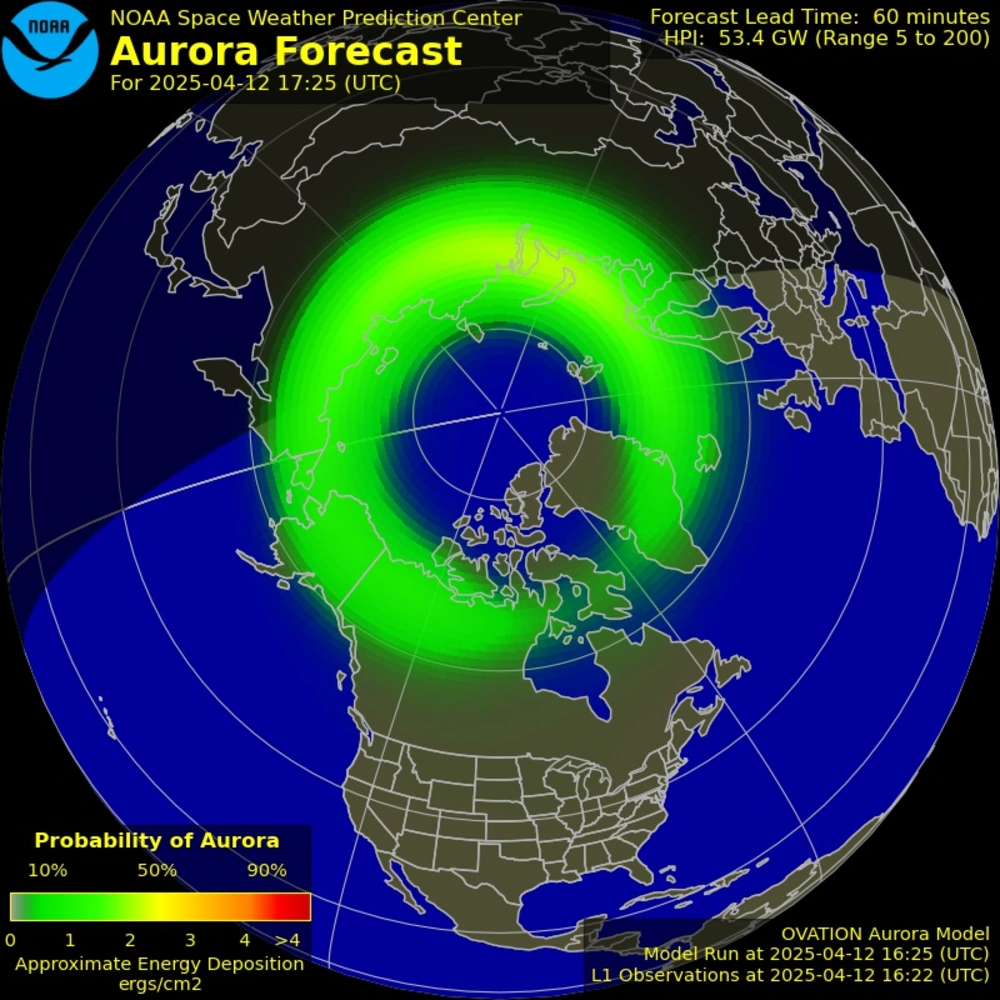 NOAA
NOAA Space Weather Prediction Center
Aurora Forecast
For 2025-04-12 17:25 (UTC)
Forecast Lead Time: 60 minutes
HPI: 53.4 GW (Range 5 to 200)
Probability of Aurora
10% 50% 90%
0 1 2 3 4 >4
Approximate Energy Deposition
ergs/cm2
OVATION Aurora Model
Model Run at 2025-04-12 16:25 (UTC)
L1 Observations at 2025-04-12 16:22 (UTC)